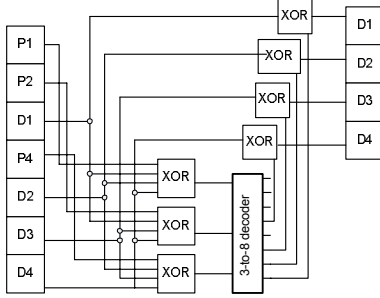 XOR
D1
P1
XOR
D2
P2
XOR
D3
D1
XOR
D4
P4
XOR
D2
XOR
D3
3-to-8 decoder
XOR
D4